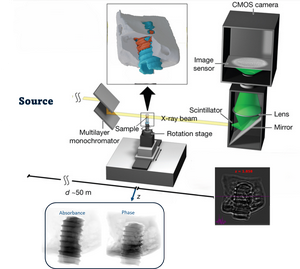 CMOS camera
Image
sensor
Source
Scintillator
X-ray beam
Lens
Sample
Mirror
Multilayer
monochromator
Rotation stage
d ~50 m
z
Absorbance
Phase